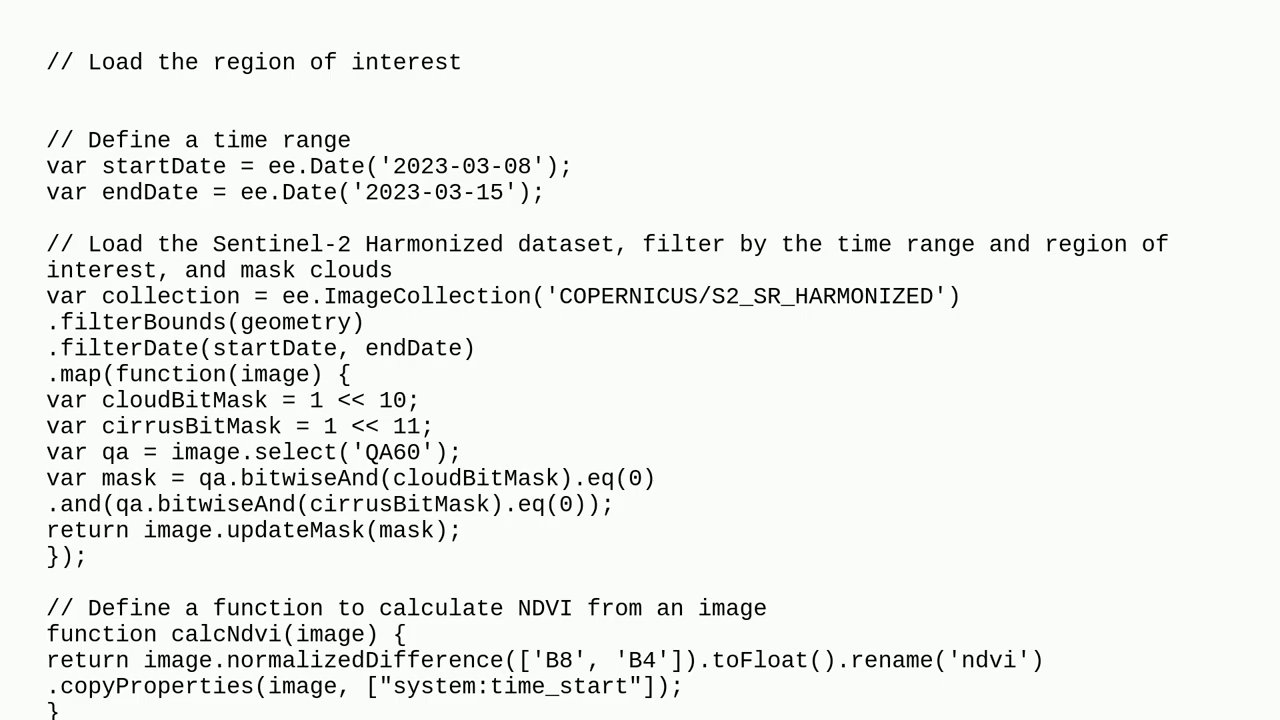 // Load the region of interest
// Define a time range
var startDate = ee.Date('2023-03-08');
var endDate = ee.Date('2023-03-15');
// Load the Sentinel-2 Harmonized dataset, filter by the time range and region of
interest, and mask clouds
var collection = ee.ImageCollection('COPERNICUS/S2_SR_HARMONIZED')
.filterBounds(geometry)
.filterDate(startDate, endDate)
.map(function(image) {
var cloudBitMask = 1 << 10;
var cirrusBitMask = 1 << 11;
var qa = image.select('QA60');
var mask = qa.bitwiseAnd(cloudBitMask).eq(0)
.and(qa.bitwiseAnd(cirrusBitMask).eq(0));
return image.updateMask(mask);
});
// Define a function to calculate NDVI from an image
function calcNdvi(image) {
return image.normalizedDifference(['B8', 'B4']).toFloat().rename('ndvi')
.copyProperties(image, ["system:time_start"]);
}